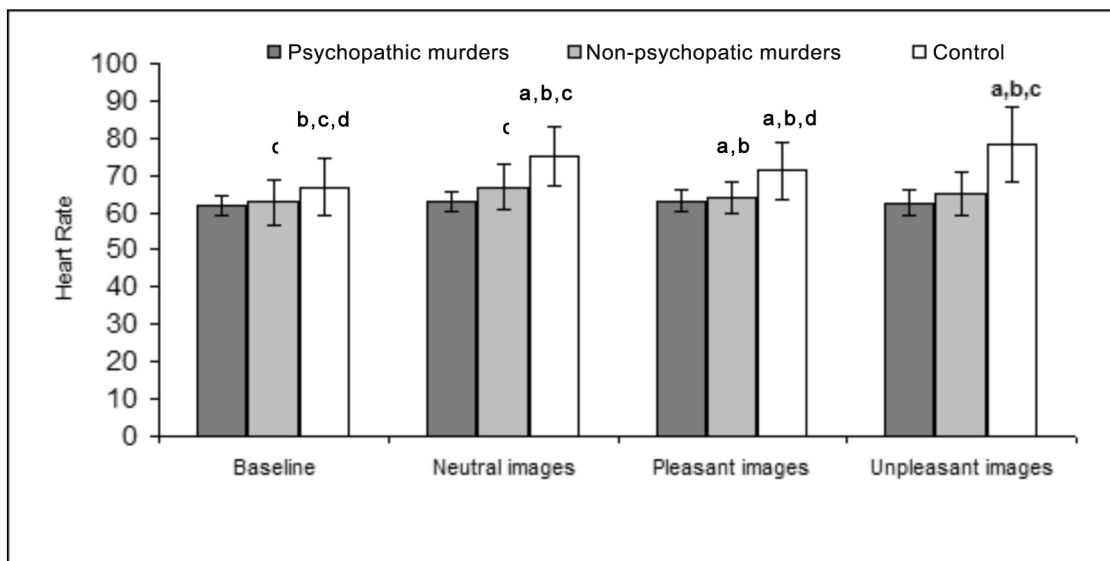 Psychopathic murders Non-psychopatic murders Control
100
90
80
70
60
50
40
30
20
10
0
Heart Rate
c b,c,d c a,b,c a,b a,b,d a,b,c
Baseline Neutral images Pleasant images Unpleasant images